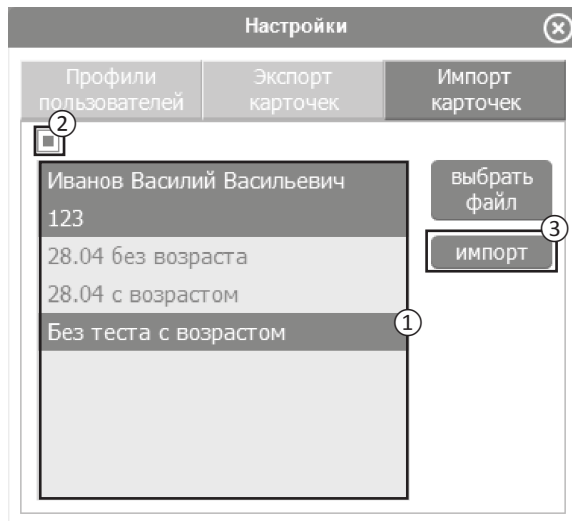 Настройки
Профили
пользователей
Экспорт
карточек
Импорт
карточек
2
Иванов Василий Васильевич
123
28.04 без возраста
28.04 с возрастом
Без теста с возрастом
1
выбрать
файл
3
импорт